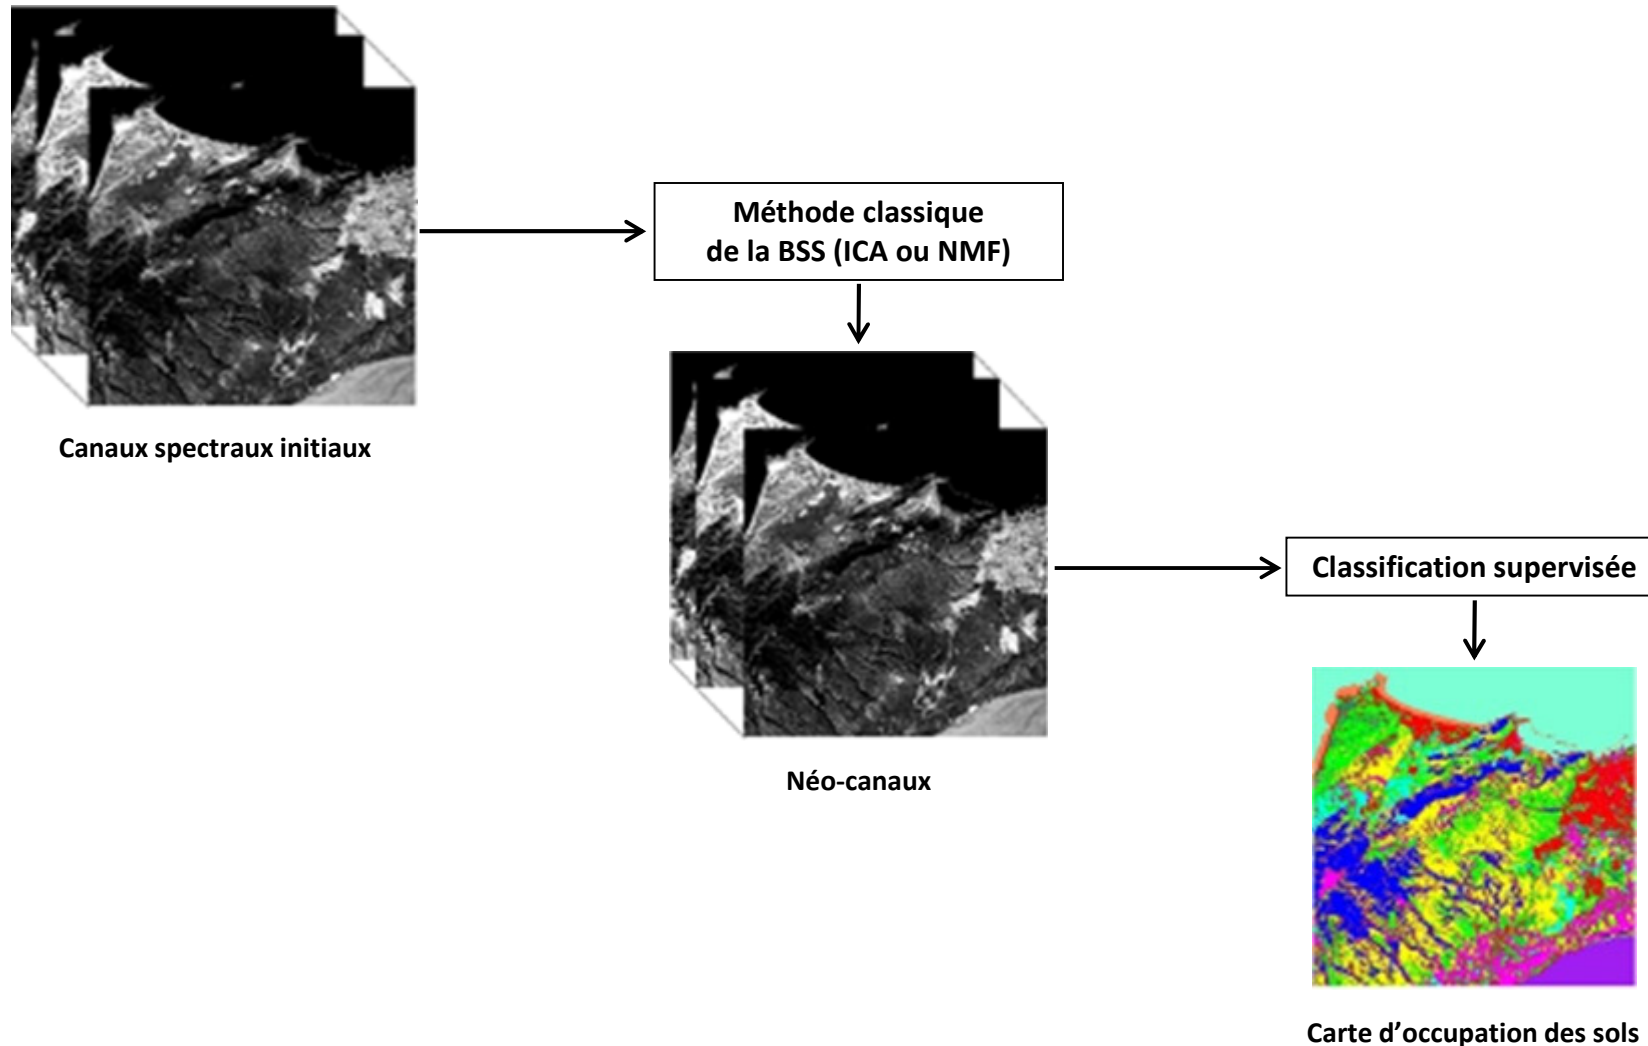 Méthode classique
de la BSS (ICA ou NMF)
Canaux spectraux initiaux
Classification supervisée
Néo-canaux
Carte d’occupation des sols